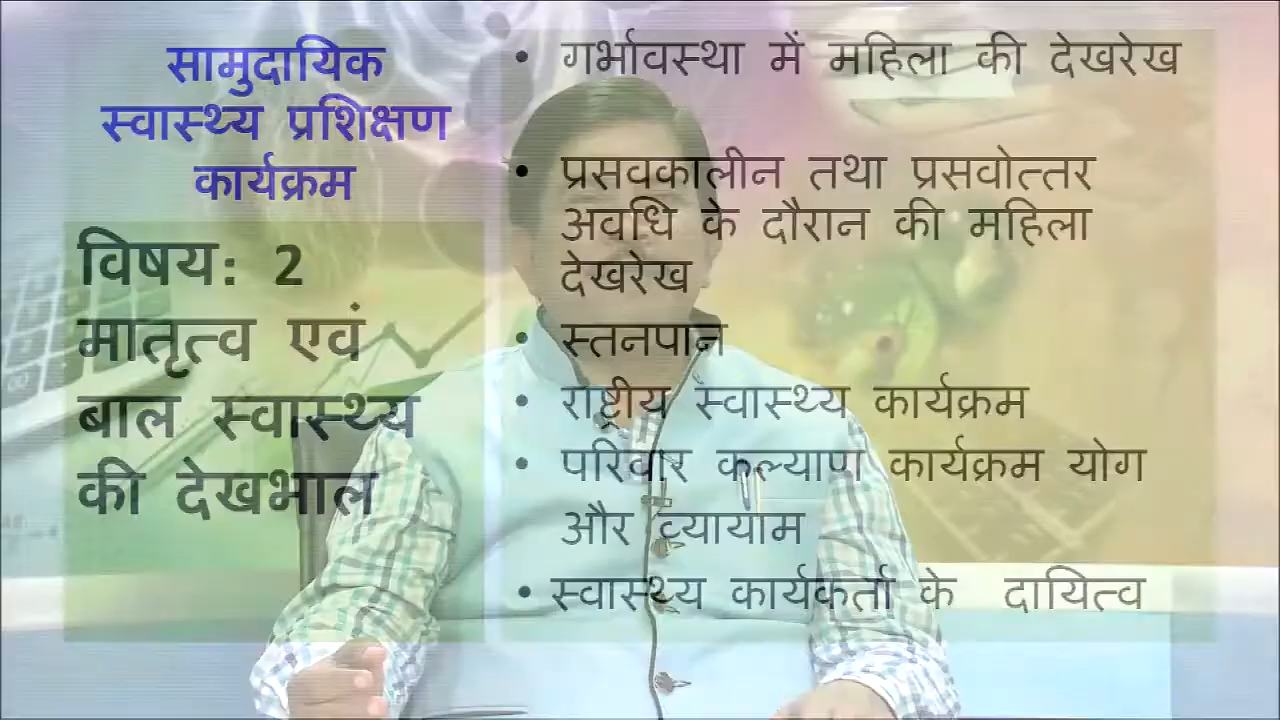 सामुदायिक
स्वास्थ्य प्रशिक्षण
कार्यक्रम
विषय: 2
मातृत्व एवं
बाल स्वास्थ्य
की देखभाल
• गर्भावस्था में महिला की देखरेख
• प्रसवकालीन तथा प्रसवोत्तर
अवधि के दौरान की महिला
देखरेख
• स्तनपान
• राष्ट्रीय स्वास्थ्य कार्यक्रम
• परिवार कल्याण कार्यक्रम योग
और व्यायाम
• स्वास्थ्य कार्यकर्ता के दायित्व